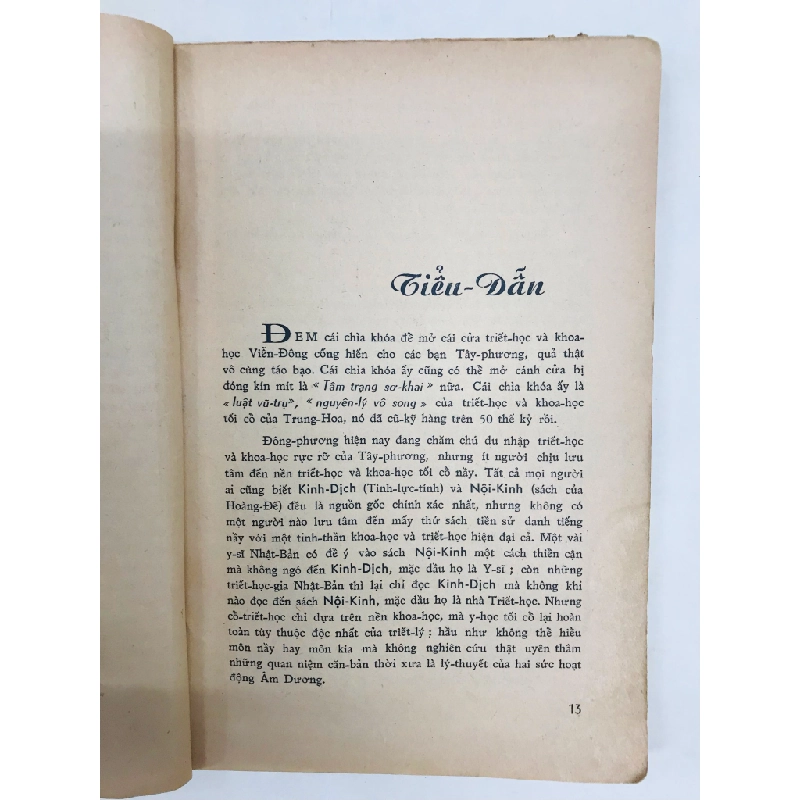 Tiểu-Dẫn
ĐEM cái chìa khóa để mở cái cửa triết-học và khoa-
học Viễn-Đông cống hiến cho các bạn Tây-phương, quả thật
vô cùng táo bạo. Cái chìa khóa ấy cũng có thể mở cánh cửa bị
đóng kín mít là « Tâm trạng sơ-khai » nữa. Cái chìa khóa ấy là
« luật vũ-trụ», « nguyên-lý vô song » của triết-học và khoa-học
tối cổ của Trung-Hoa, nó đã cũ-kỹ hàng trên 50 thế kỷ rồi.
Đông-phương hiện nay đang chăm chú du nhập triết-học
và khoa-học rực rỡ của Tây-phương, nhưng ít người chịu lưu
tâm đến nền triết-học và khoa-học tối cổ nầy. Tất cả mọi người
ai cũng biết Kinh-Dịch (Tinh-lực-tính) và Nội-Kinh (sách của
Hoàng-Đế) đều là nguồn gốc chính xác nhất, nhưng không có
một người nào lưu tâm đến mấy thứ sách tiền sử danh tiếng
nầy với một tinh-thần khoa-học và triết-học hiện đại cả. Một vài
y-sĩ Nhật-Bản có để ý vào sách Nội-Kinh một cách thiển cận
mà không ngó đến Kinh-Dịch, mặc dầu họ là Y-sĩ ; còn những
triết-học-gia Nhật-Bản thì lại chỉ đọc Kinh-Dịch mà không khi
nào đọc đến sách Nội-Kinh, mặc dầu họ là nhà Triết-học. Nhưng
cổ-triết-học chỉ dựa trên nền khoa-học, mà y-học tối cổ lại hoàn
toàn tùy thuộc độc nhất của triết-lý ; hầu như không thể hiểu
môn nầy hay môn kia mà không nghiên cứu thật uyên thâm
những quan niệm căn-bản thời xưa là lý-thuyết của hai sức hoạt
động Âm Dương.
13